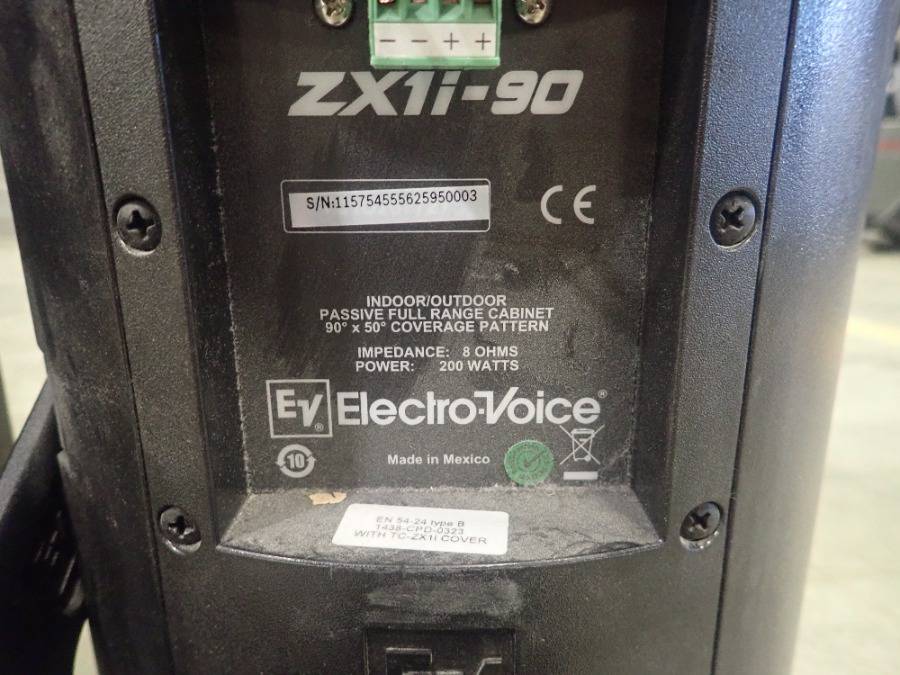 - - + +
ZX1i-90
S/N:115754555625950003
CE
INDOOR/OUTDOOR
PASSIVE FULL RANGE CABINET
90° x 50° COVERAGE PATTERN
IMPEDANCE: 8 OHMS
POWER: 200 WATTS
EV® Electro-Voice®
10
Made in Mexico
EN 54-24 type B
1438-CPD-0323
WITH TC-ZX1i COVER
EV